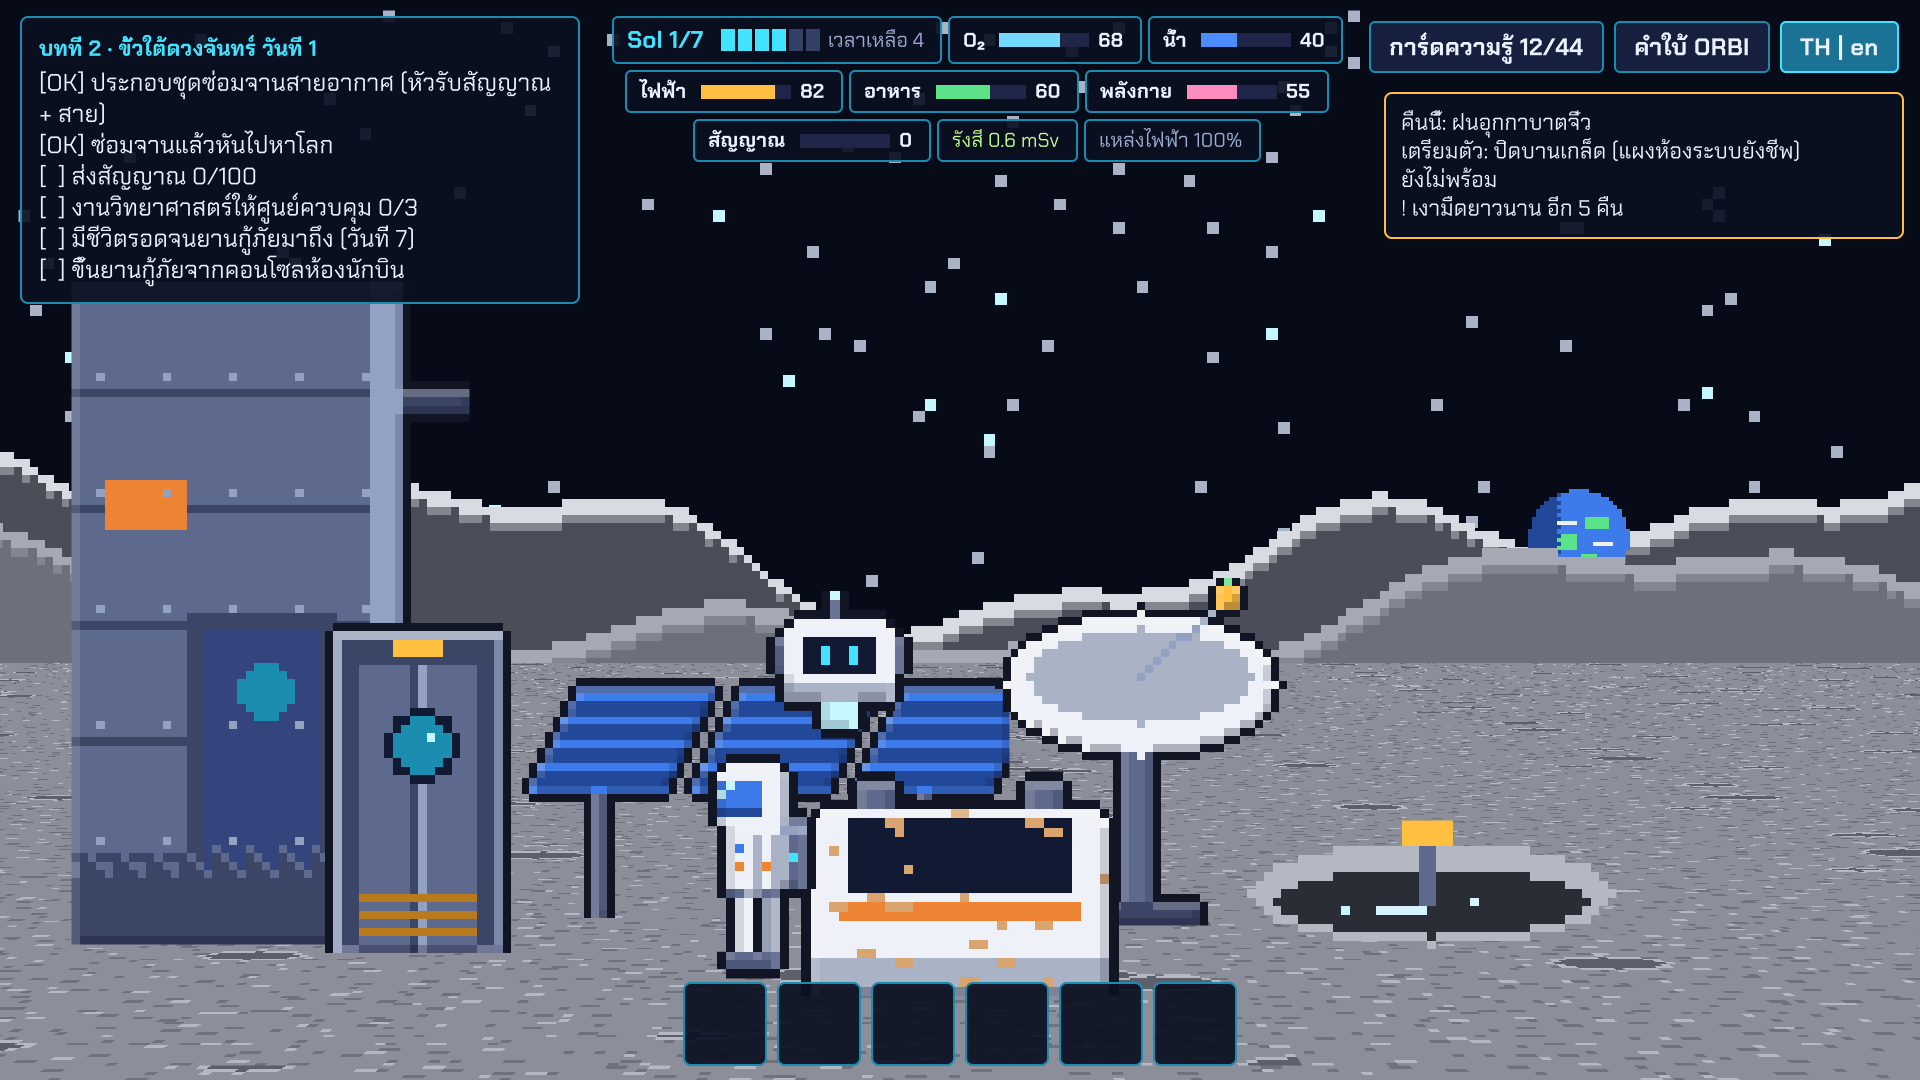 บทที่ 2 · ขั้วใต้ดวงจันทร์ วันที่ 1
[OK] ประกอบชุดซ่อมจานสายอากาศ (หัวรับสัญญาณ
+ สาย)
[OK] ซ่อมจานแล้วหันไปหาโลก
[ ] ส่งสัญญาณ 0/100
[ ] งานวิทยาศาสตร์ให้ศูนย์ควบคุม 0/3
[ ] มีชีวิตรอดจนยานกู้ภัยมาถึง (วันที่ 7)
[ ] ขึ้นยานกู้ภัยจากคอนโซลห้องนักบิน
Sol 1/7 เวลาเหลือ 4
O₂ 68
น้ำ 40
ไฟฟ้า 82
อาหาร 60
พลังกาย 55
สัญญาณ 0
รังสี 0.6 mSv
แหล่งไฟฟ้า 100%
การ์ดความรู้ 12/44
คำใบ้ ORBI
TH | en
คืนนี้: ฝนอุกกาบาตจิ๋ว
เตรียมตัว: ปิดบานเกล็ด (แผงห้องระบบยังชีพ)
ยังไม่พร้อม
! เงามืดยาวนาน อีก 5 คืน